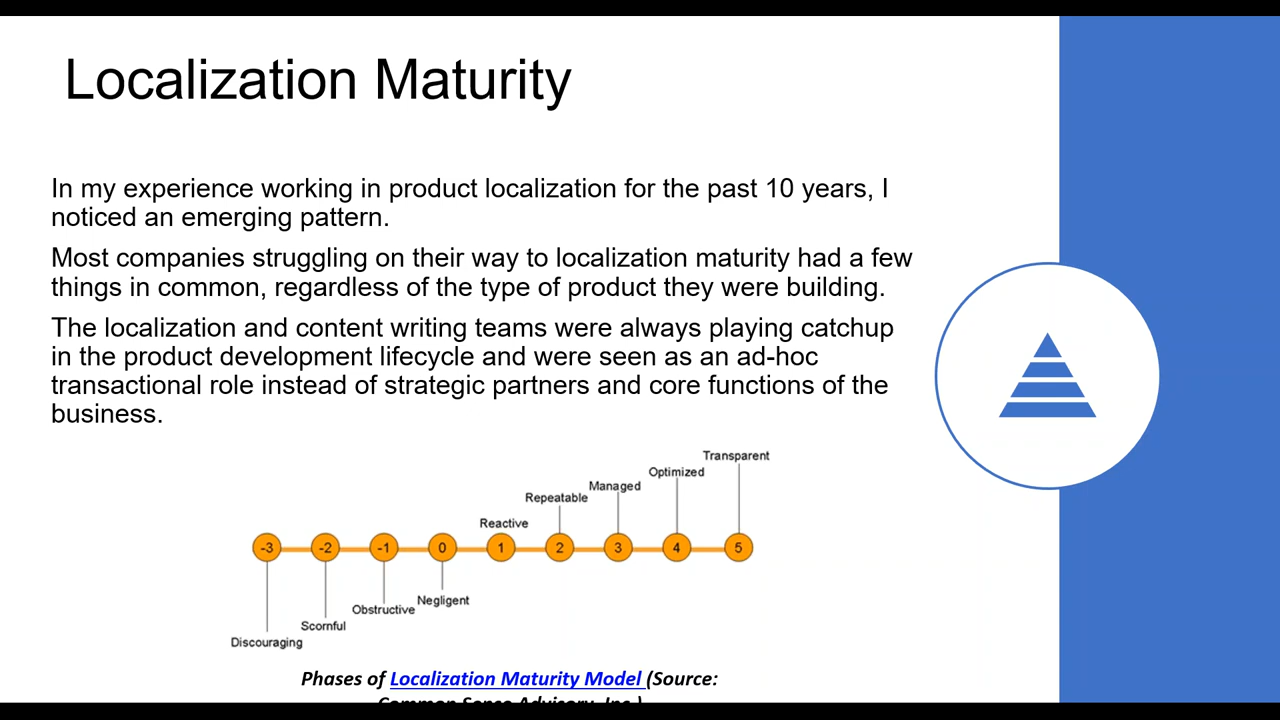 Localization Maturity
In my experience working in product localization for the past 10 years, I
noticed an emerging pattern.
Most companies struggling on their way to localization maturity had a few
things in common, regardless of the type of product they were building.
The localization and content writing teams were always playing catchup
in the product development lifecycle and were seen as an ad-hoc
transactional role instead of strategic partners and core functions of the
business.
Transparent
Optimized
Managed
Repeatable
Reactive
-3 -2 -1 0 1 2 3 4 5
Negligent
Obstructive
Scornful
Discouraging
Phases of Localization Maturity Model (Source:
Common Sense Advisory, Inc.)